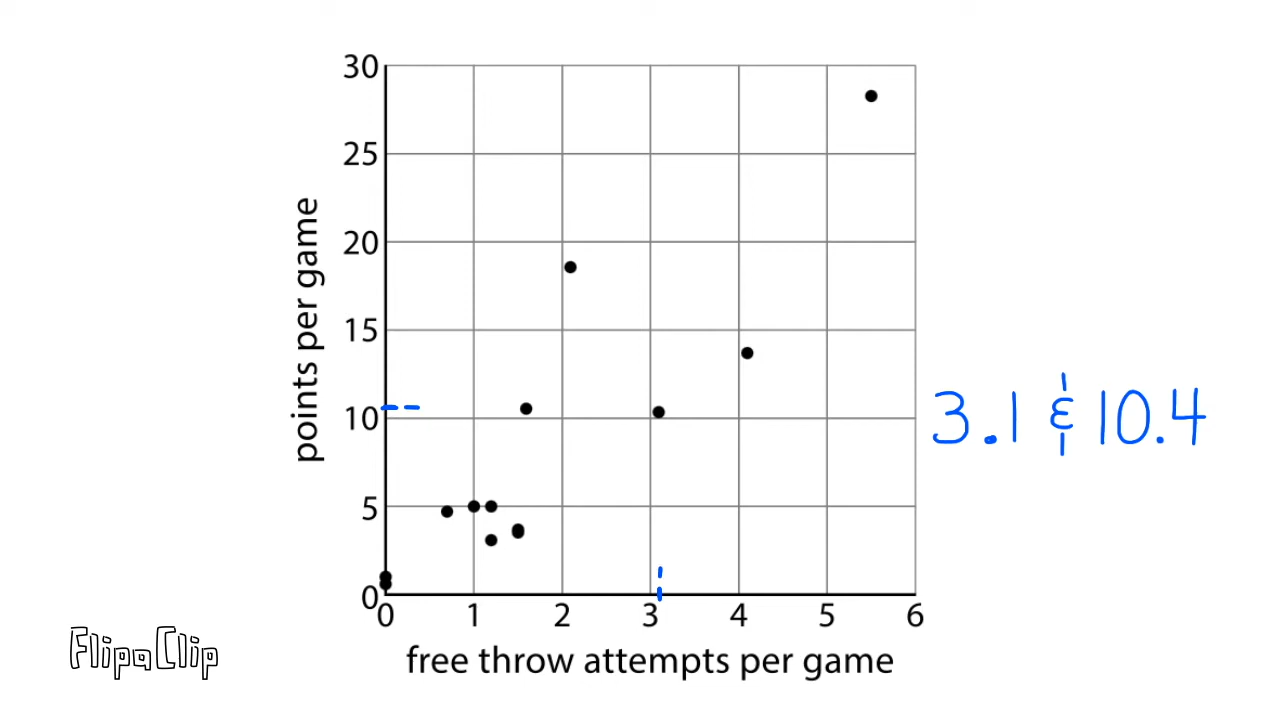 30
25
20
15
10
5
0
points per game
0 1 2 3 4 5 6
free throw attempts per game
3.1 & 10.4
FlipaClip